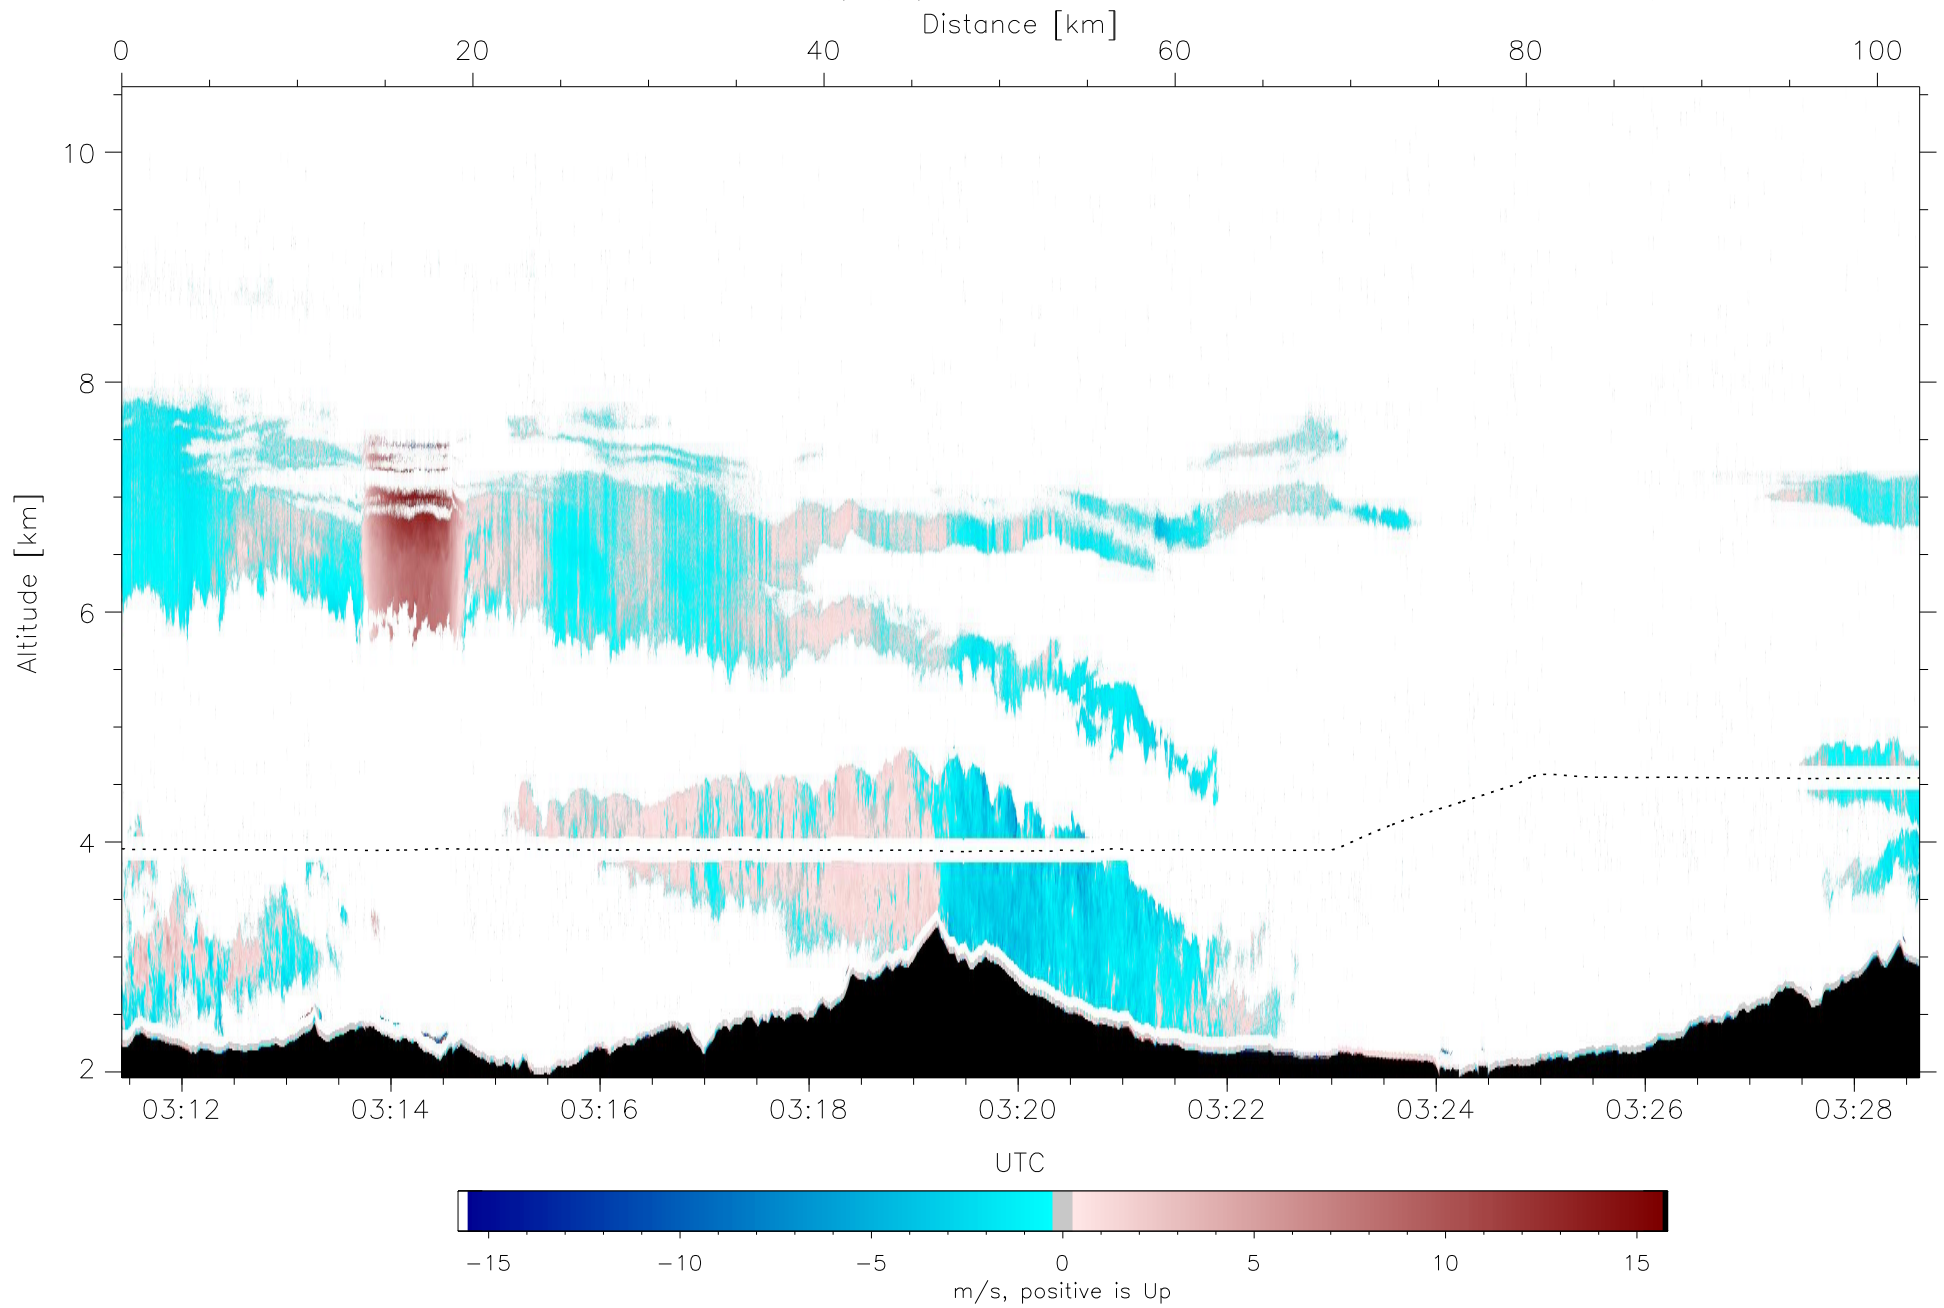 Distance [km]
0 20 40 60 80 100
10
8
6
4
2
Altitude [km]
03:12 03:14 03:16 03:18 03:20 03:22 03:24 03:26 03:28
UTC
−15 −10 −5 0 5 10 15
m/s, positive is Up